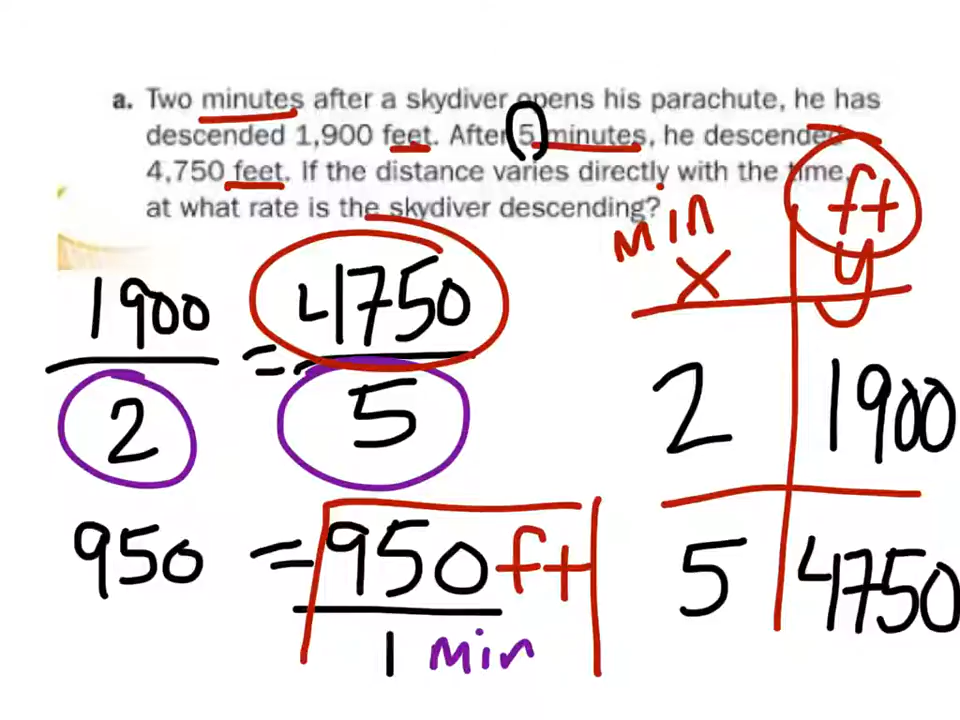 a. Two minutes after a skydiver opens his parachute, he has
descended 1,900 feet. After 5 minutes, he descended
4,750 feet. If the distance varies directly with the time,
at what rate is the skydiver descending?
min ft
x y
1900 = 4750
2 5
2 1900
950 = 950 ft
1 min
5 4750